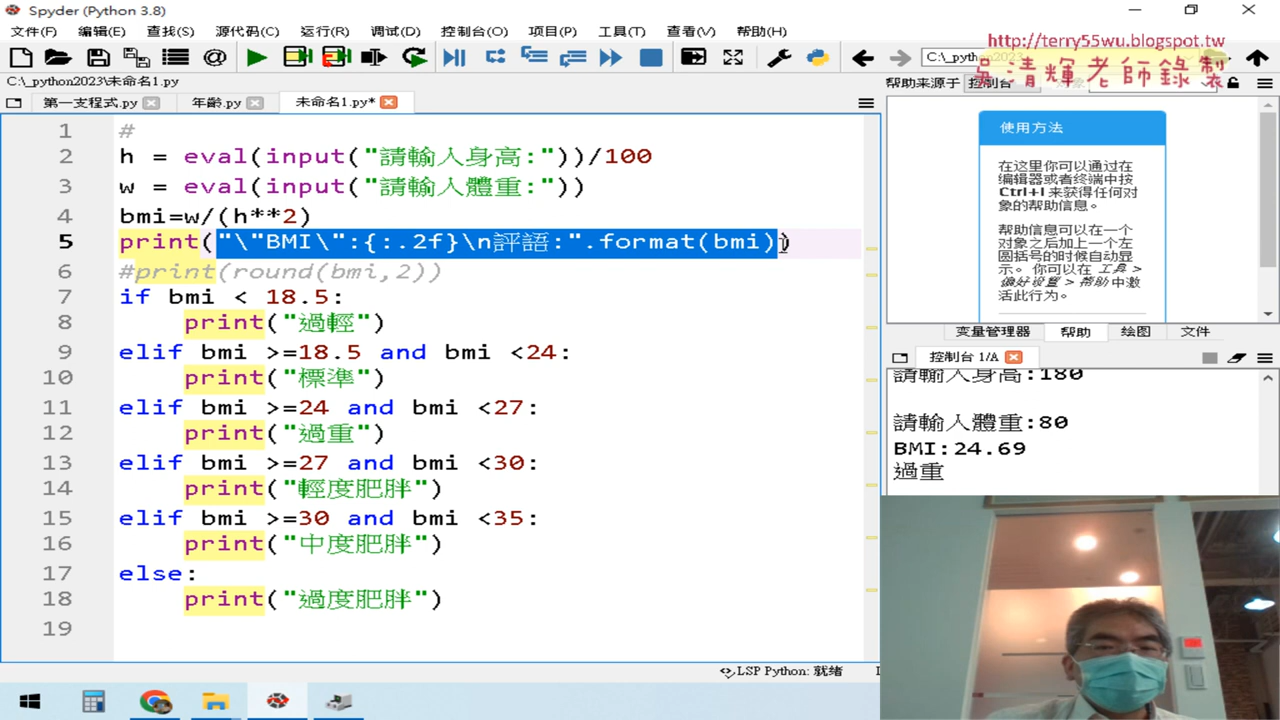 Spyder (Python 3.8)
文件(F) 编辑(E) 查找(S) 源代码(C) 运行(R) 调试(D) 控制台(O) 项目(P) 工具(T) 查看(V) 帮助(H)
http://terry55wu.blogspot.tw
吳清輝老師錄製
C:\_pytho
C:\_python2023\未命名1.py
帮助来源于 控制台
第一支程式.py 年齡.py 未命名1.py*
1 #
2 h = eval(input("請輸入身高:"))/100
3 w = eval(input("請輸入體重:"))
4 bmi=w/(h**2)
5 print("\"BMI\":{:.2f}\n評語:".format(bmi))
6 #print(round(bmi,2))
7 if bmi < 18.5:
8 print("過輕")
9 elif bmi >=18.5 and bmi <24:
10 print("標準")
11 elif bmi >=24 and bmi <27:
12 print("過重")
13 elif bmi >=27 and bmi <30:
14 print("輕度肥胖")
15 elif bmi >=30 and bmi <35:
16 print("中度肥胖")
17 else:
18 print("過度肥胖")
19
使用方法
在这里你可以通过在
编辑器或者终端中按
Ctrl+I 来获得任何对
象的帮助信息。
帮助信息可以在一个
对象之后加上一个左
圆括号的时候自动显
示。 你可以在 工具 >
偏好设置 > 帮助 中激
活此行为。
变量管理器 帮助 绘图 文件
控制台 1/A
請輸入身高:180
請輸入體重:80
BMI:24.69
過重
LSP Python: 就绪